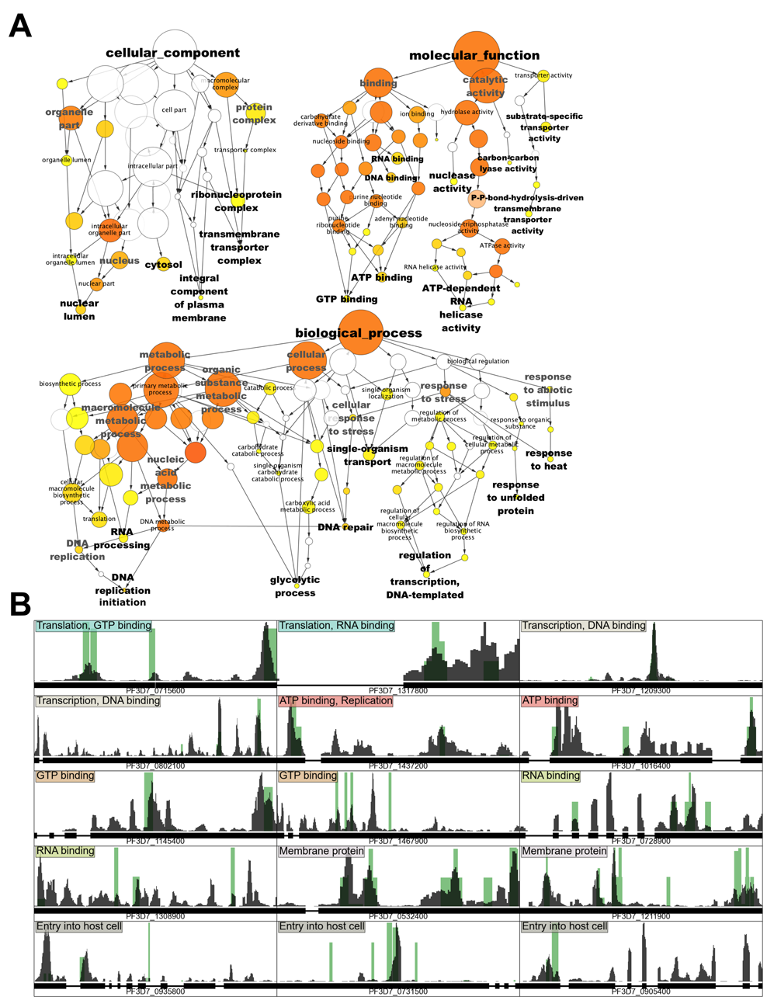 A
cellular_component
macromolecular
complex
organelle
part
cell part
protein
complex
transporter complex
organelle lumen
intracellular part
ribonucleoprotein
complex
intracellular
organelle part
transmembrane
transporter
complex
intracellular
organelle lumen
nucleus
cytosol
nuclear part
integral
component
of plasma
membrane
nuclear
lumen
molecular_function
binding
catalytic
activity
transporter activity
carbohydrate
derivative binding
ion binding
hydrolase activity
substrate-specific
transporter
activity
nucleoside binding
RNA binding
carbon-carbon
lyase activity
DNA binding
nuclease
activity
purine nucleotide
binding
P-P-bond-hydrolysis-driven
transmembrane
transporter
activity
purine
ribonucleotide
binding
adenyl nucleotide
binding
nucleoside-triphosphatase
activity
ATPase activity
RNA helicase activity
ATP binding
ATP-dependent
RNA
helicase
activity
GTP binding
biological_process
metabolic
process
cellular
process
biological regulation
organic
substance
metabolic
process
biosynthetic process
primary metabolic
process
catabolic process
single-organism
localization
response
to stress
response
to abiotic
stimulus
macromolecule
metabolic
process
cellular
response
to stress
regulation of
metabolic process
response to organic
substance
carbohydrate
catabolic process
single-organism
transport
regulation of
cellular metabolic
process
response
to heat
nucleic
acid
metabolic
process
single-organism
carbohydrate
catabolic process
regulation of
macromolecule
metabolic process
cellular
macromolecule
biosynthetic
process
carboxylic acid
metabolic process
response
to unfolded
protein
translation
DNA metabolic
process
DNA repair
regulation of
cellular
macromolecule
biosynthetic
process
regulation of RNA
biosynthetic
process
RNA
processing
DNA
replication
DNA
replication
initiation
glycolytic
process
regulation
of
transcription,
DNA-templated
B
Translation, GTP binding
Translation, RNA binding
Transcription, DNA binding
PF3D7_0715600
PF3D7_1317800
PF3D7_1209300
Transcription, DNA binding
ATP binding, Replication
ATP binding
PF3D7_0802100
PF3D7_1437200
PF3D7_1016400
GTP binding
GTP binding
RNA binding
PF3D7_1145400
PF3D7_1467900
PF3D7_0728900
RNA binding
Membrane protein
Membrane protein
PF3D7_1308900
PF3D7_0532400
PF3D7_1211900
Entry into host cell
Entry into host cell
Entry into host cell
PF3D7_0935800
PF3D7_0731500
PF3D7_0905400